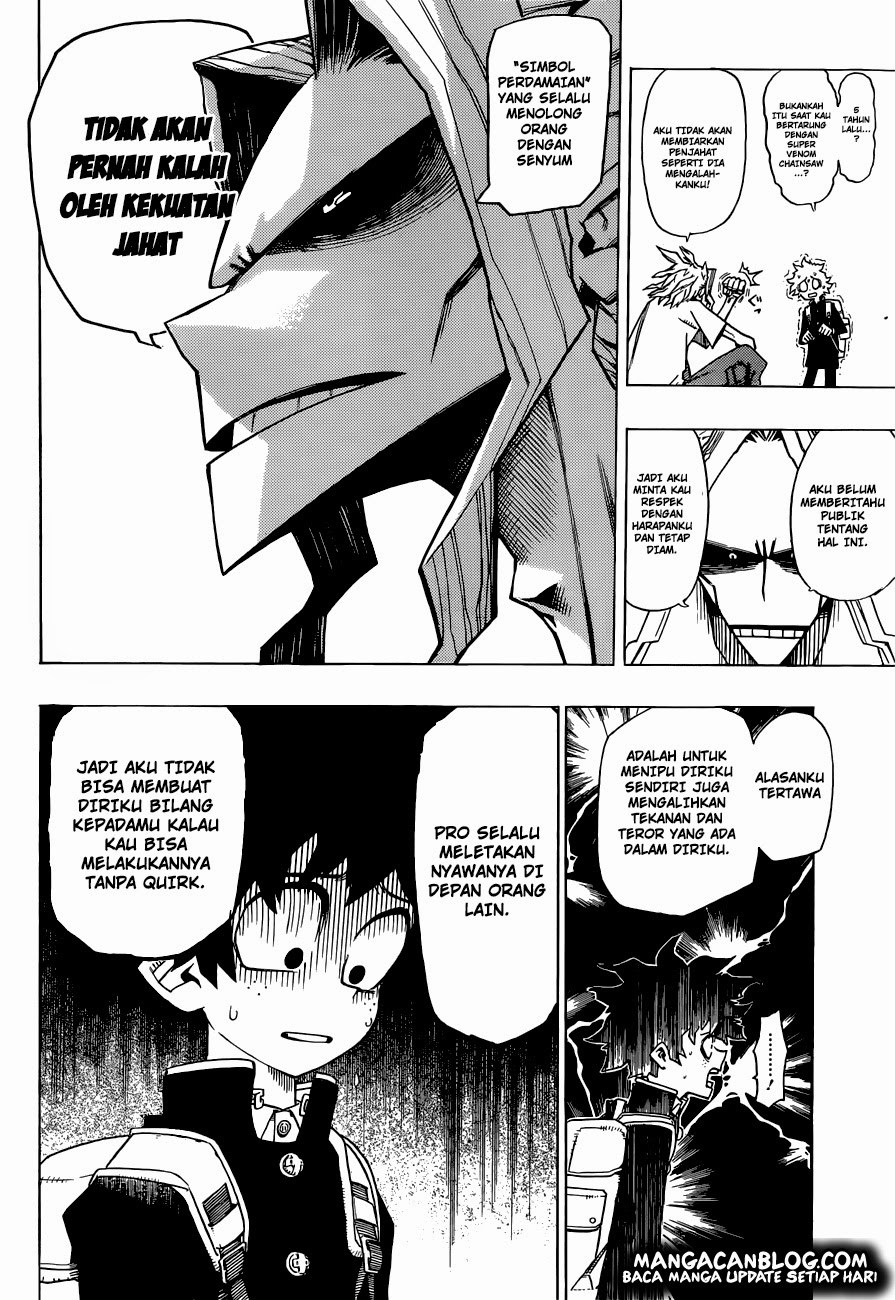 5
TAHUN
LALU...
?
BUKANKAH
ITU SAAT KAU
BERTARUNG
DENGAN
SUPER
VENOM
CHAINSAW
...?
AKU TIDAK AKAN
MEMBIARKAN
PENJAHAT
SEPERTI DIA
MENGALAH-
KANKU!
AKU BELUM
MEMBERITAHU
PUBLIK
TENTANG
HAL INI.
JADI AKU
MINTA KAU
RESPEK
DENGAN
HARAPANKU
DAN TETAP
DIAM.
"SIMBOL
PERDAMAIAN"
YANG SELALU
MENOLONG
ORANG
DENGAN
SENYUM
TIDAK AKAN
PERNAH KALAH
OLEH KEKUATAN
JAHAT
ALASANKU
TERTAWA
ADALAH UNTUK
MENIPU DIRIKU
SENDIRI JUGA
MENGALIHKAN
TEKANAN DAN
TEROR YANG ADA
DALAM DIRIKU.
........
PRO SELALU
MELETAKAN
NYAWANYA DI
DEPAN ORANG
LAIN.
JADI AKU TIDAK
BISA MEMBUAT
DIRIKU BILANG
KEPADAMU KALAU
KAU BISA
MELAKUKANNYA
TANPA QUIRK.
MANGACANBLOG.COM
BACA MANGA UPDATE SETIAP HARI